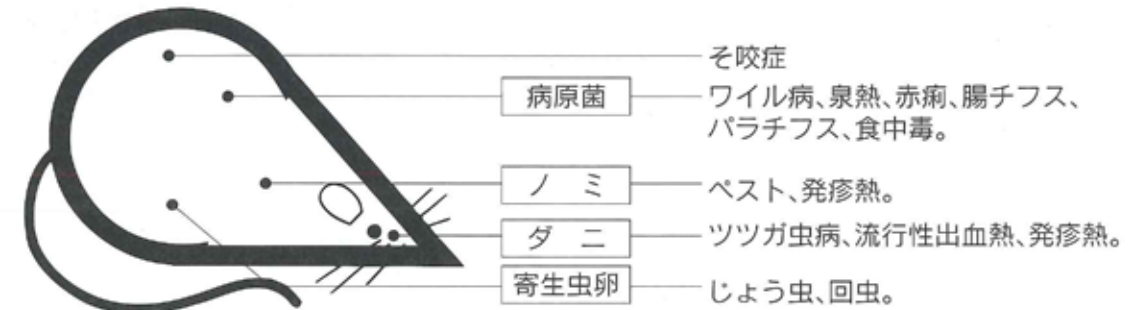 そ咬症
病原菌
ワイル病、泉熱、赤痢、腸チフス、
パラチフス、食中毒。
ノミ
ペスト、発疹熱。
ダニ
ツツガ虫病、流行性出血熱、発疹熱。
寄生虫卵
じょう虫、回虫。